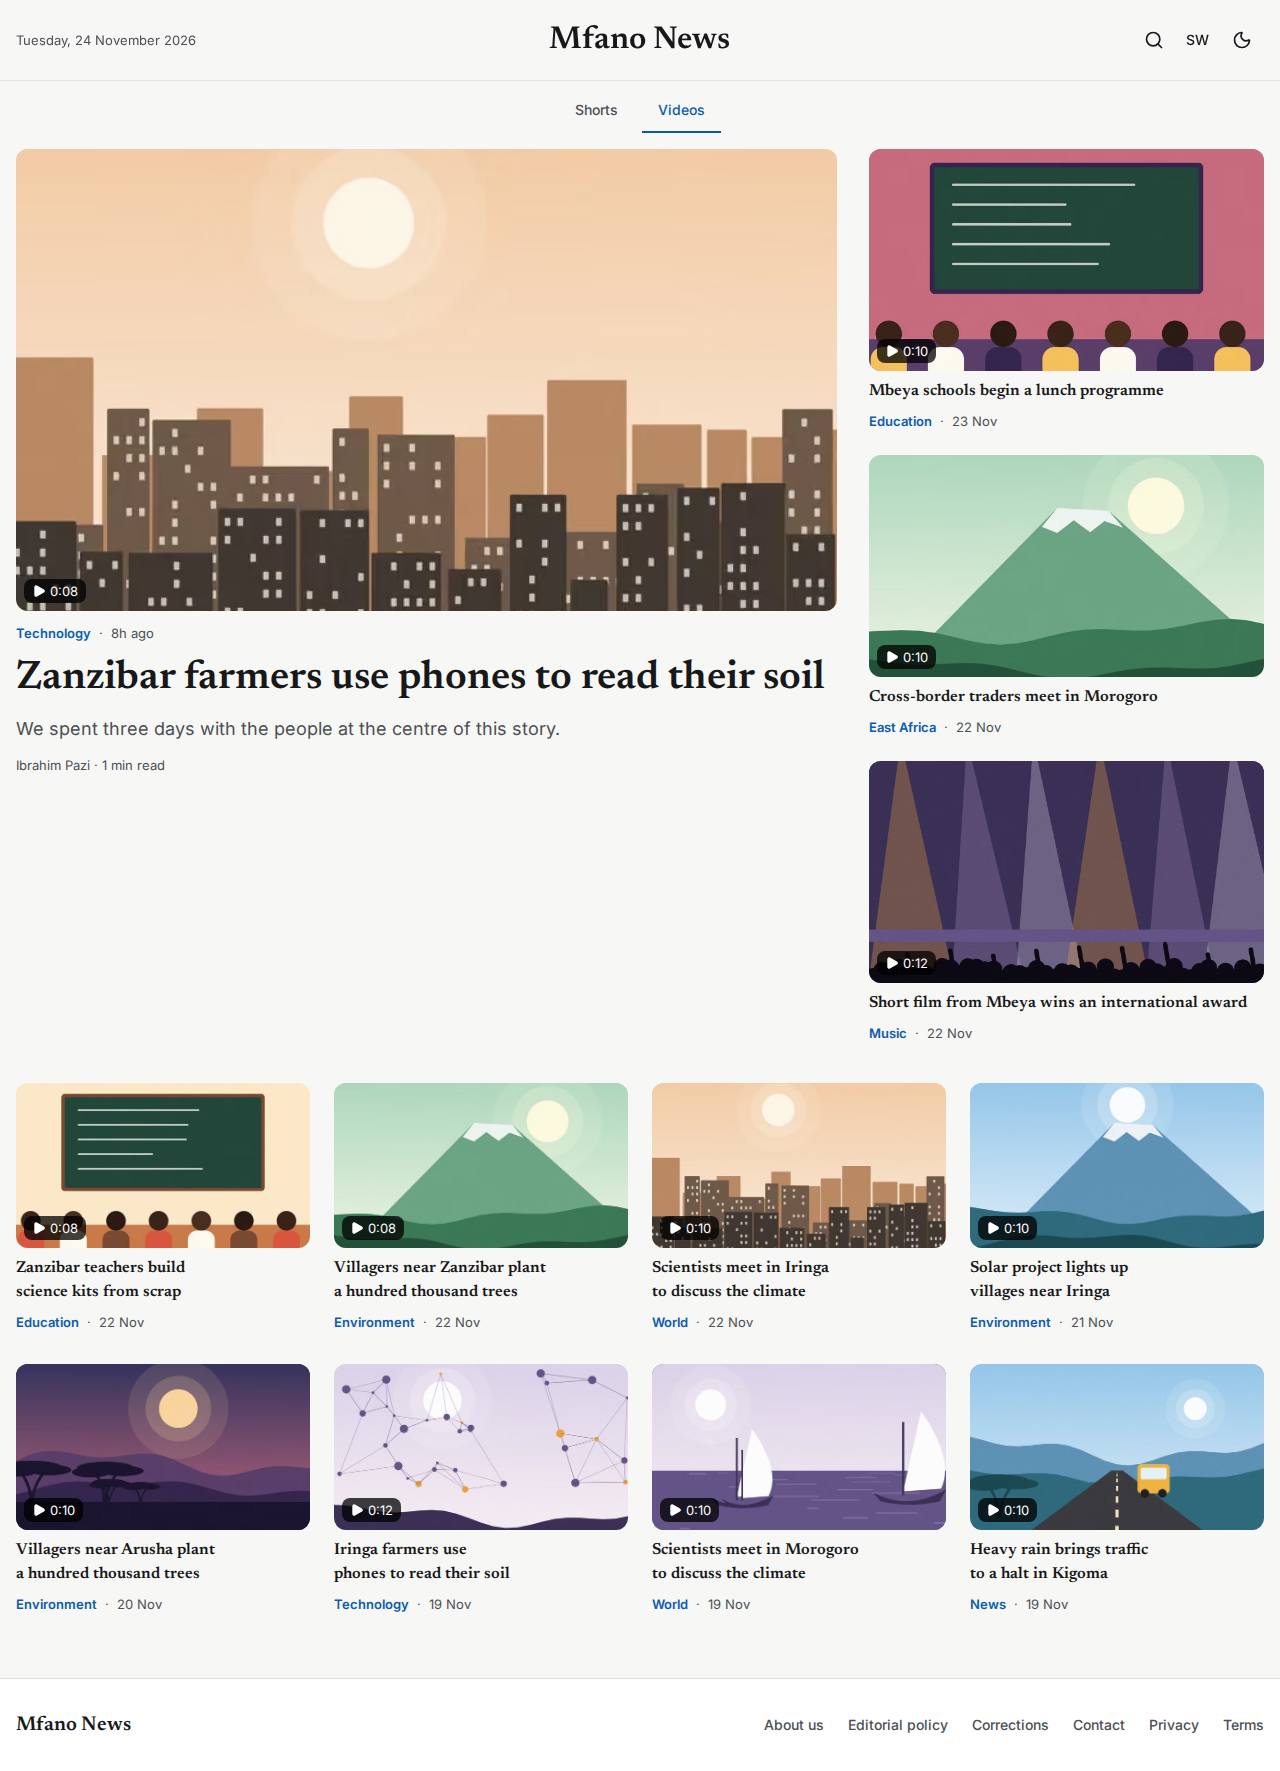 Tuesday, 24 November 2026
Mfano News
SW
Shorts
Videos
0:08
Technology · 8h ago
Zanzibar farmers use phones to read their soil
We spent three days with the people at the centre of this story.
Ibrahim Pazi · 1 min read
0:10
Mbeya schools begin a lunch programme
Education · 23 Nov
0:10
Cross-border traders meet in Morogoro
East Africa · 22 Nov
0:12
Short film from Mbeya wins an international award
Music · 22 Nov
0:08
Zanzibar teachers build
science kits from scrap
Education · 22 Nov
0:08
Villagers near Zanzibar plant
a hundred thousand trees
Environment · 22 Nov
0:10
Scientists meet in Iringa
to discuss the climate
World · 22 Nov
0:10
Solar project lights up
villages near Iringa
Environment · 21 Nov
0:10
Villagers near Arusha plant
a hundred thousand trees
Environment · 20 Nov
0:12
Iringa farmers use
phones to read their soil
Technology · 19 Nov
0:10
Scientists meet in Morogoro
to discuss the climate
World · 19 Nov
0:10
Heavy rain brings traffic
to a halt in Kigoma
News · 19 Nov
Mfano News
About us
Editorial policy
Corrections
Contact
Privacy
Terms